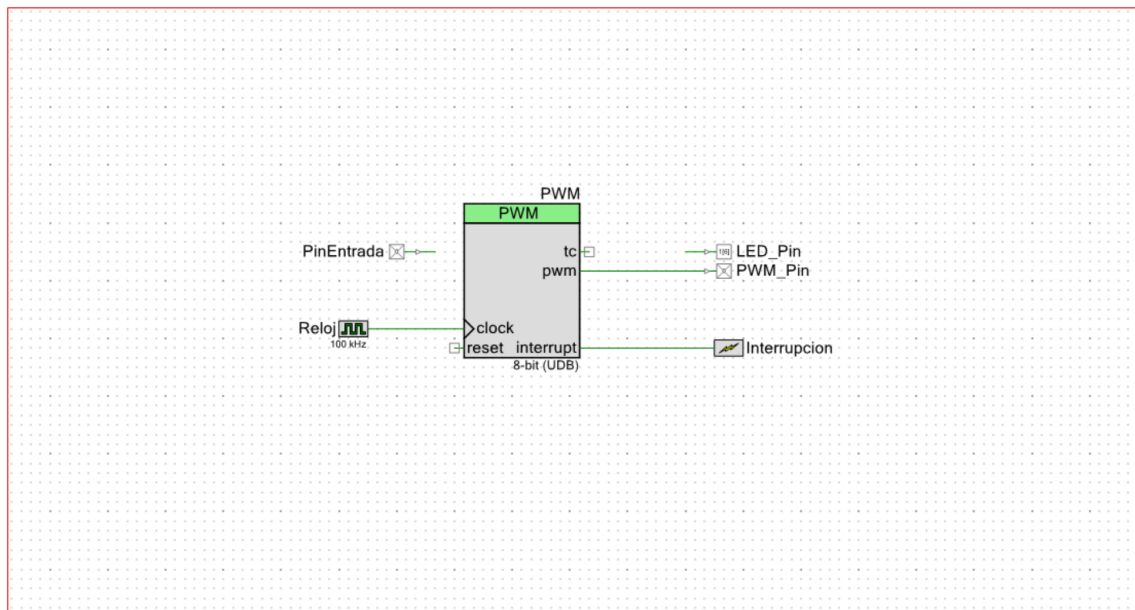 PWM
PWM
PinEntrada
tc
LED_Pin
pwm
PWM_Pin
Reloj
clock
100 kHz
reset
interrupt
Interrupcion
8-bit (UDB)